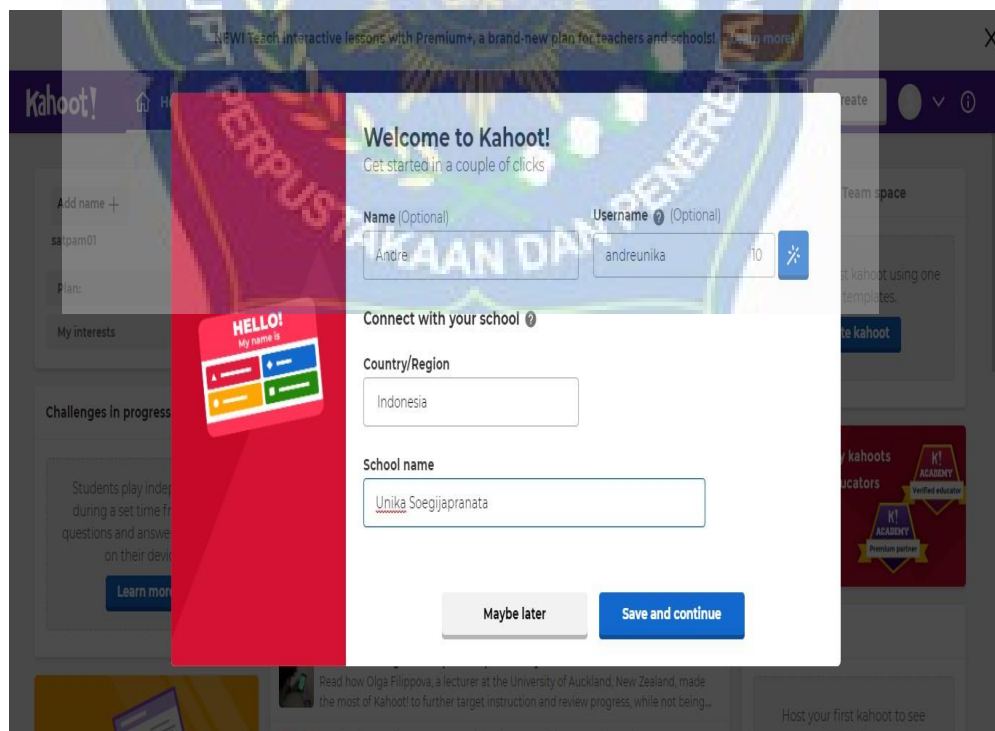 NEW! Teach interactive lessons with Premium+, a brand-new plan for teachers and schools! Learn more
UPT PERPUSTAKAAN DAN
Kahoot!
Welcome to Kahoot!
Get started in a couple of clicks
Name (Optional)
Username (Optional)
Andre
andreunika 10
Connect with your school
Country/Region
Indonesia
School name
Unika Soegijapranata
Maybe later
Save and continue
HELLO!
My name is
Add name +
satpam01
Plan:
My interests
Challenges in progress
Students play
during a set time
questions and
on their
Learn more
Team space
kahoot using one
templates.
kahoot
kahoots
K!
ACADEMY
Verified educator
K!
ACADEMY
Premium partner
Read how Olga Filippova, a lecturer at the University of Auckland, New Zealand, made
the most of Kahoot! to further target instruction and review progress, while not being...
Host your first kahoot to see